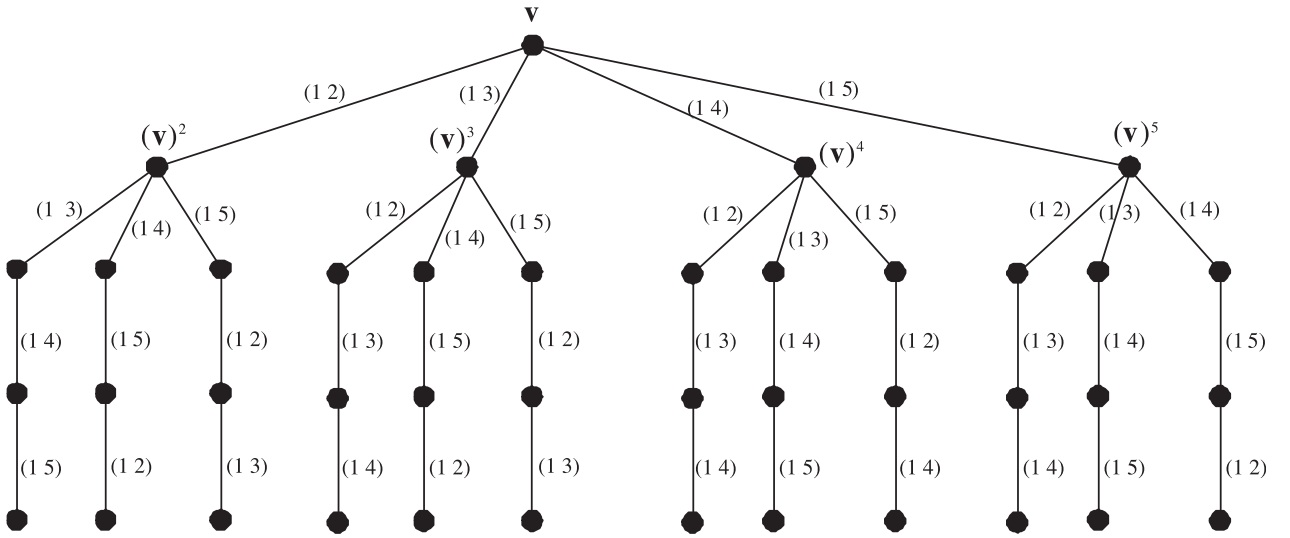 v
(1 2) (1 3) (1 4) (1 5)
(v)² (v)³ (v)⁴ (v)⁵
(1 3) (1 4) (1 5) (1 2) (1 4) (1 5) (1 2) (1 3) (1 5) (1 2) (1 3) (1 4)
(1 4) (1 5) (1 2) (1 3) (1 5) (1 2) (1 3) (1 4) (1 2) (1 3) (1 4) (1 5)
(1 5) (1 2) (1 3) (1 4) (1 2) (1 3) (1 4) (1 5) (1 4) (1 4) (1 5) (1 2)